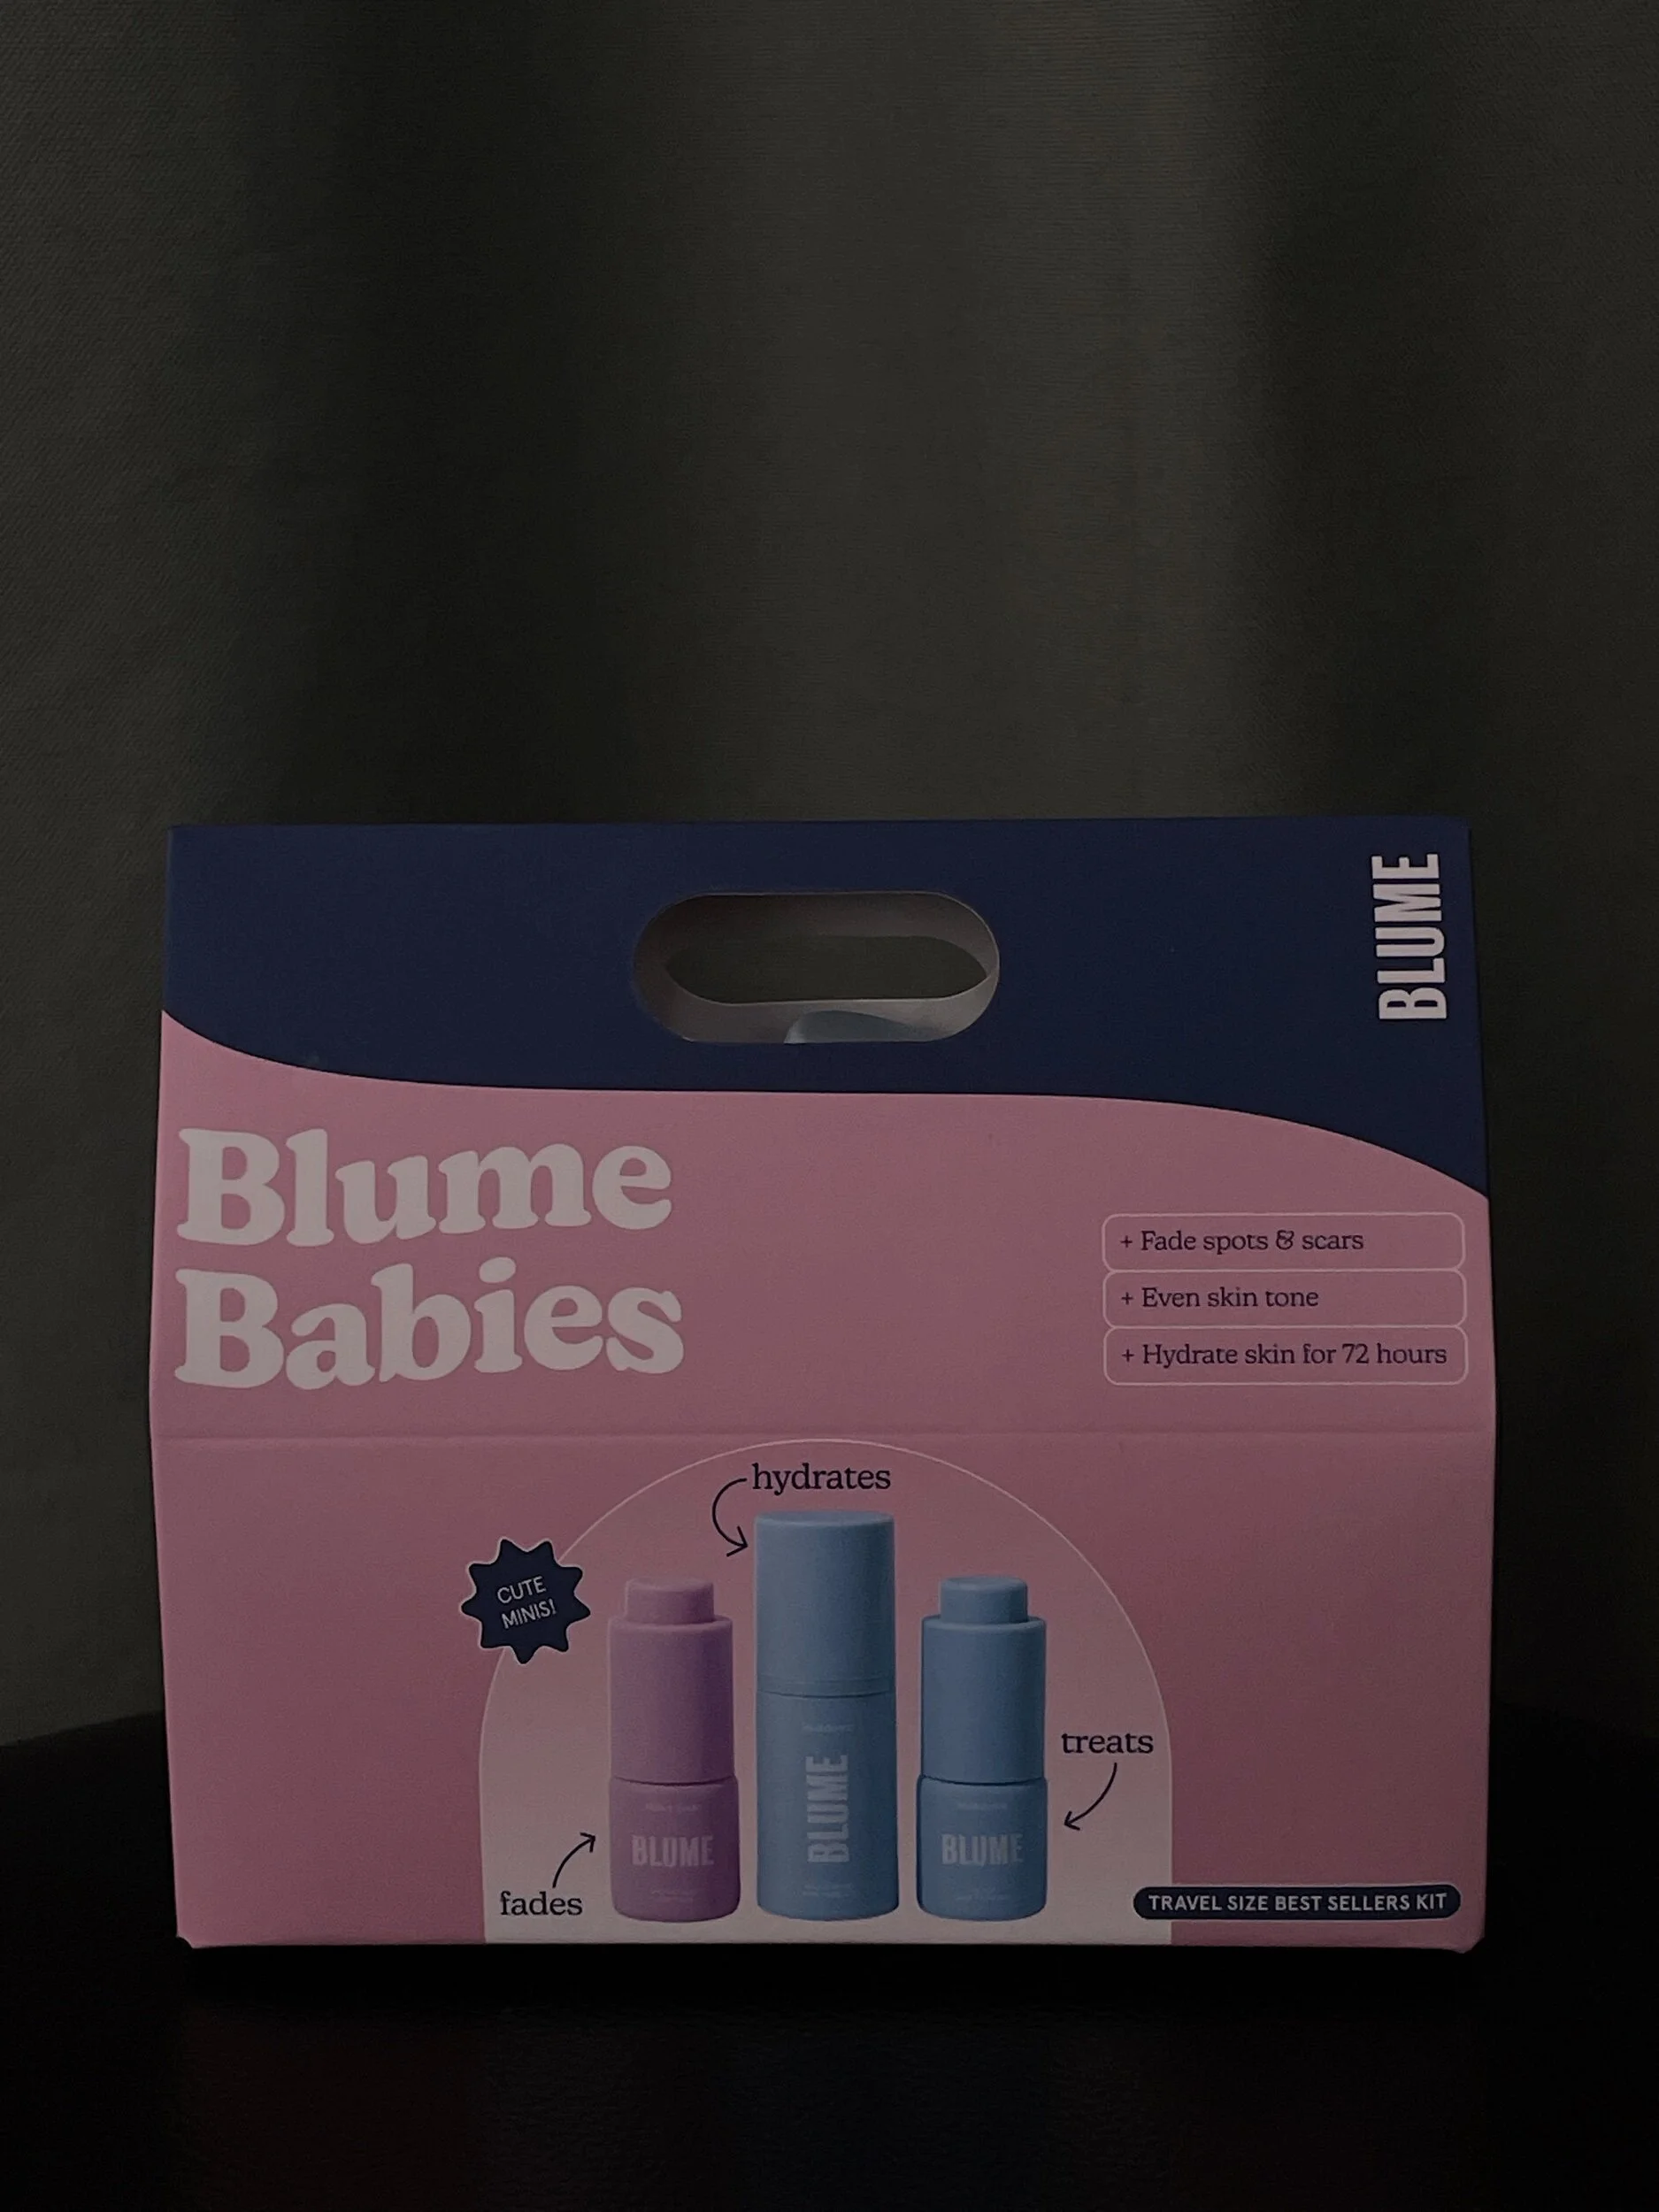 BLUME
Blume
Babies
+ Fade spots & scars
+ Even skin tone
+ Hydrate skin for 72 hours
hydrates
CUTE
MINIS!
treats
BLUME
BLUME
BLUME
fades
TRAVEL SIZE BEST SELLERS KIT